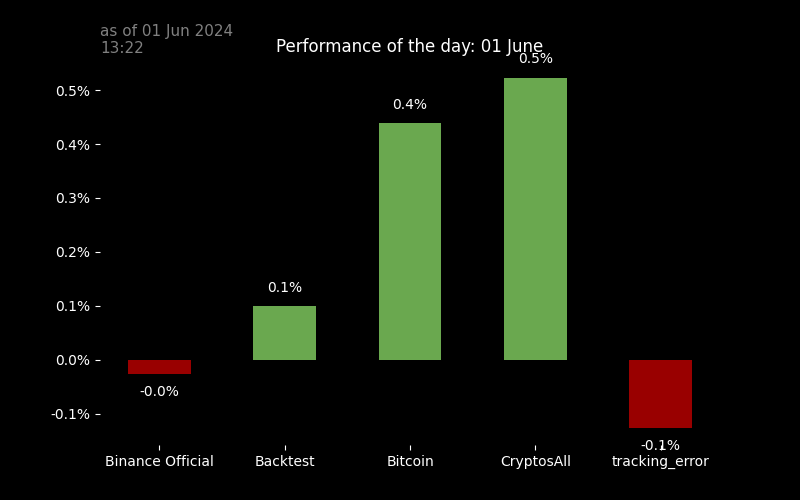 as of 01 Jun 2024
13:22
Performance of the day: 01 June
0.5%
0.5%
0.4%
0.4%
0.3%
0.2%
0.1%
0.1%
0.0%
-0.0%
-0.1%
-0.1%
Binance Official
Backtest
Bitcoin
CryptosAll
tracking_error